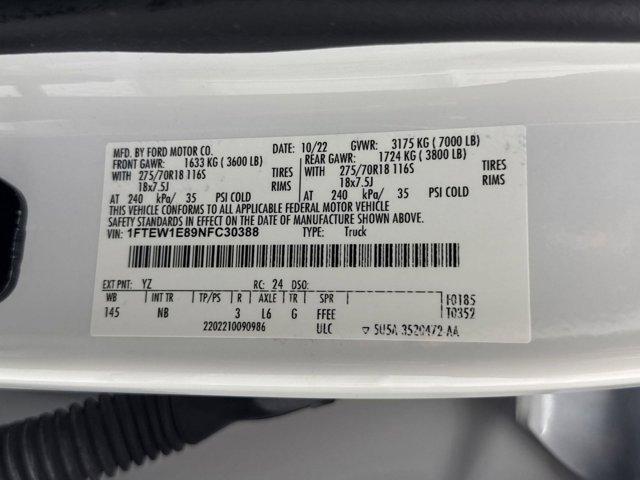 MFD. BY FORD MOTOR CO. DATE: 10/22 GVWR: 3175 KG ( 7000 LB)
FRONT GAWR: 1633 KG ( 3600 LB) REAR GAWR: 1724 KG ( 3800 LB)
WITH 275/70R18 116S TIRES WITH 275/70R18 116S TIRES
18x7.5J RIMS 18x7.5J RIMS
AT 240 kPa/ 35 PSI COLD AT 240 kPa/ 35 PSI COLD
THIS VEHICLE CONFORMS TO ALL APPLICABLE FEDERAL MOTOR VEHICLE
SAFETY STANDARDS IN EFFECT ON THE DATE OF MANUFACTURE SHOWN ABOVE.
VIN: 1FTEW1E89NFC30388 TYPE: Truck
EXT PNT: YZ RC: 24 DSO:
WB INT TR TP/PS R AXLE TR SPR F0185
145 NB 3 L6 G FFEE T0352
2202210090986 ULC ▽ 5U5A 3520472 AA